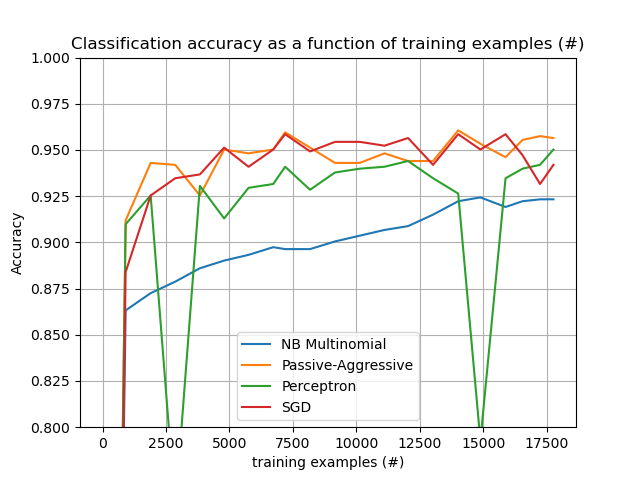 Classification accuracy as a function of training examples (#)
1.000
0.975
0.950
0.925
0.900
0.875
0.850
0.825
0.800
Accuracy
NB Multinomial
Passive-Aggressive
Perceptron
SGD
0 2500 5000 7500 10000 12500 15000 17500
training examples (#)